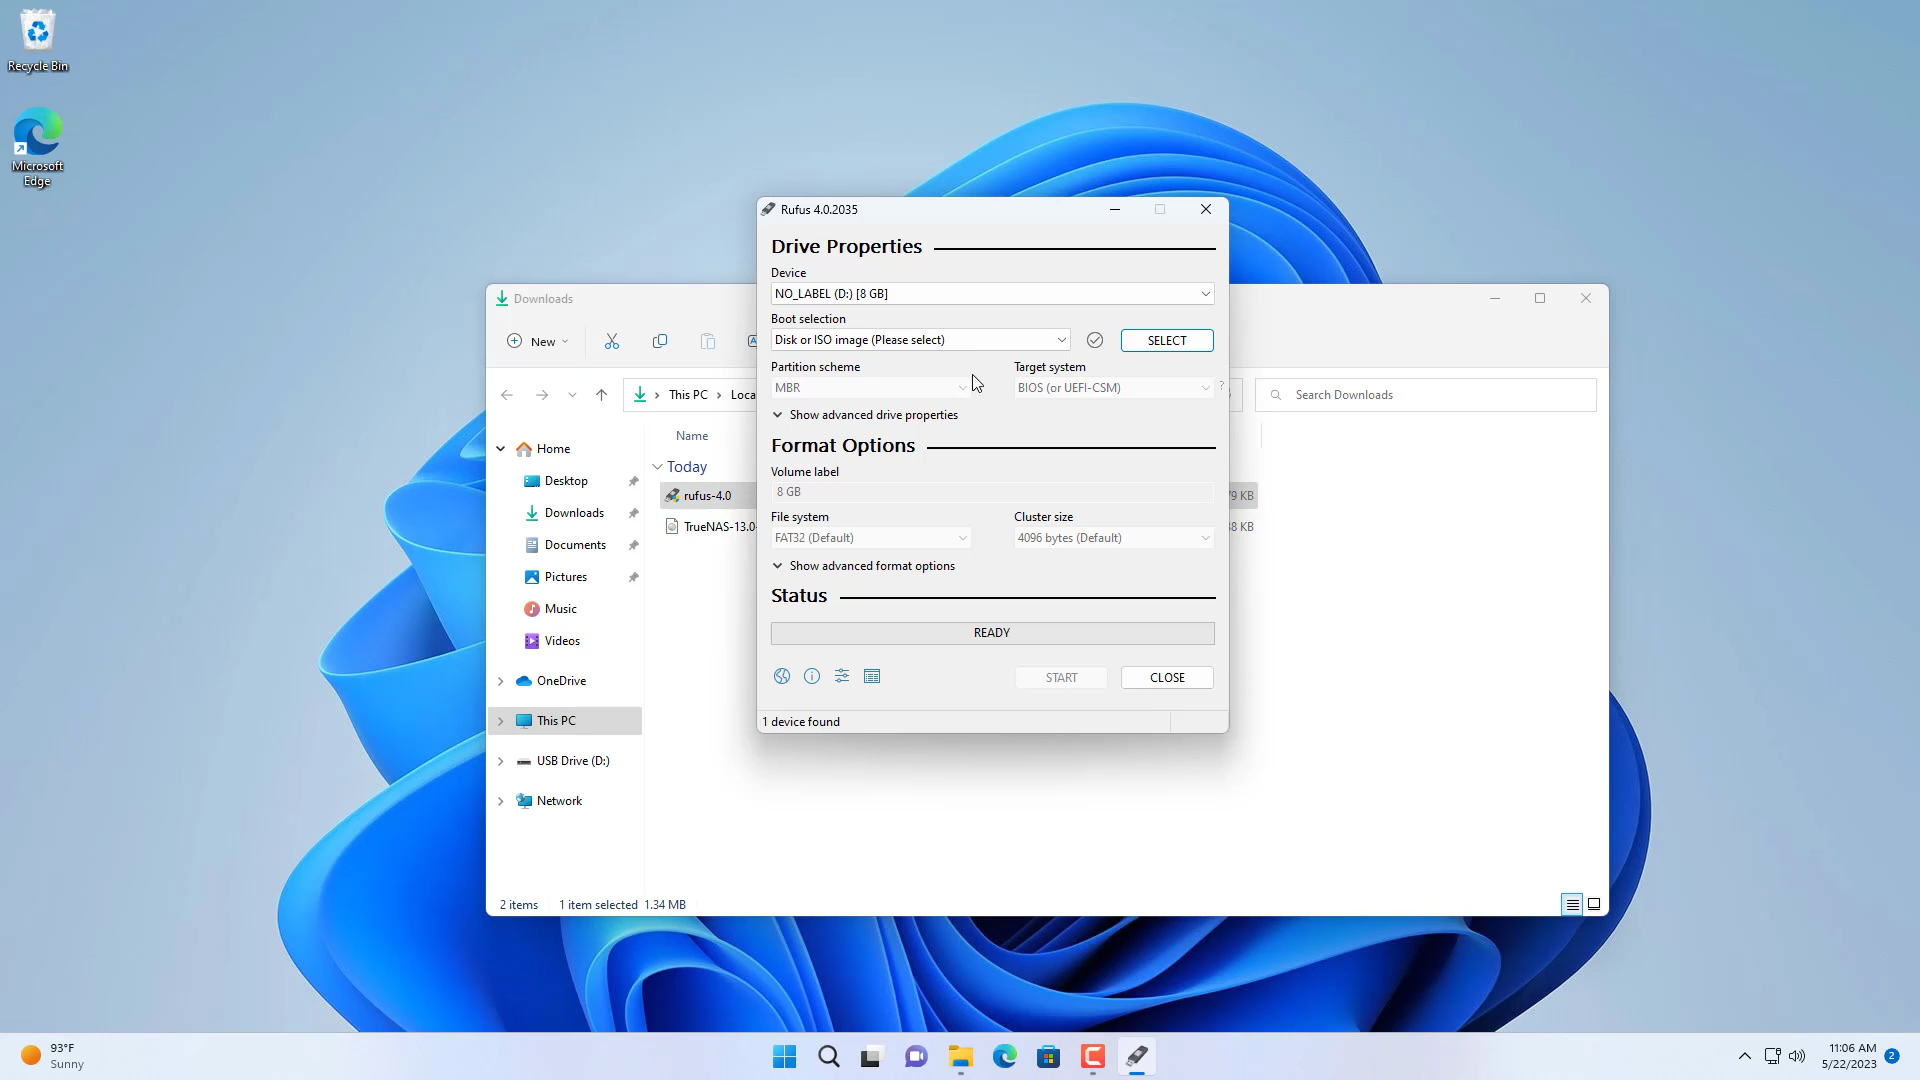 Recycle Bin
Microsoft
Edge
Rufus 4.0.2035
Drive Properties
Device
NO_LABEL (D:) [8 GB]
Boot selection
Disk or ISO image (Please select)
SELECT
Partition scheme
Target system
MBR
BIOS (or UEFI-CSM)
?
Show advanced drive properties
Format Options
Volume label
8 GB
File system
Cluster size
FAT32 (Default)
4096 bytes (Default)
Show advanced format options
Status
READY
START
CLOSE
1 device found
Downloads
New
This PC
Loca
Search Downloads
Name
Today
rufus-4.0
9 KB
TrueNAS-13.0-
8 KB
Home
Desktop
Downloads
Documents
Pictures
Music
Videos
OneDrive
This PC
USB Drive (D:)
Network
2 items
1 item selected 1.34 MB
93°F
Sunny
11:06 AM
5/22/2023
2